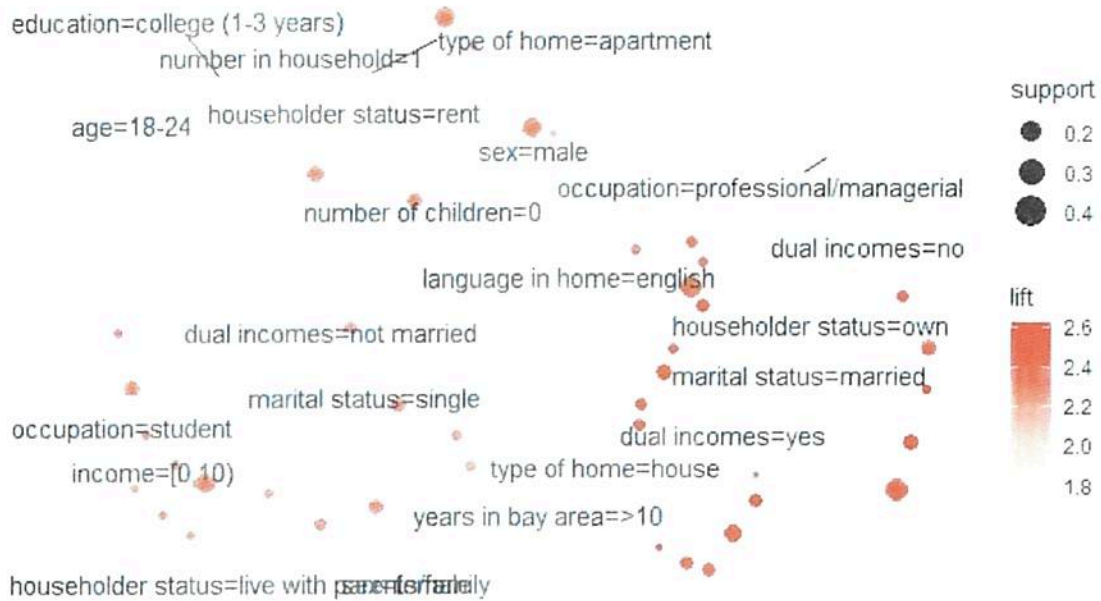 education=college (1-3 years)
type of home=apartment
number in household=1
support
householder status=rent
age=18-24
0.2
sex=male
0.3
occupation=professional/managerial
number of children=0
0.4
dual incomes=no
language in home=english
lift
dual incomes=not married
householder status=own
2.6
2.4
marital status=married
marital status=single
2.2
occupation=student
dual incomes=yes
2.0
income=[0,10)
type of home=house
1.8
years in bay area=>10
householder status=live with parents/family
sex=female